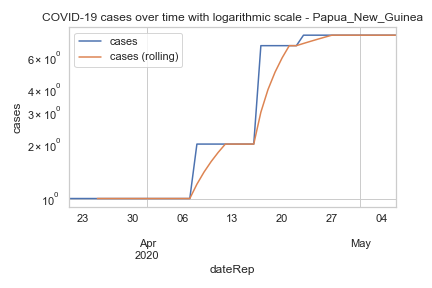 COVID-19 cases over time with logarithmic scale - Papua_New_Guinea
cases
cases (rolling)
6 × 10⁰
4 × 10⁰
3 × 10⁰
2 × 10⁰
10⁰
cases
23 30 06 13 20 27 04
Apr May
2020
dateRep